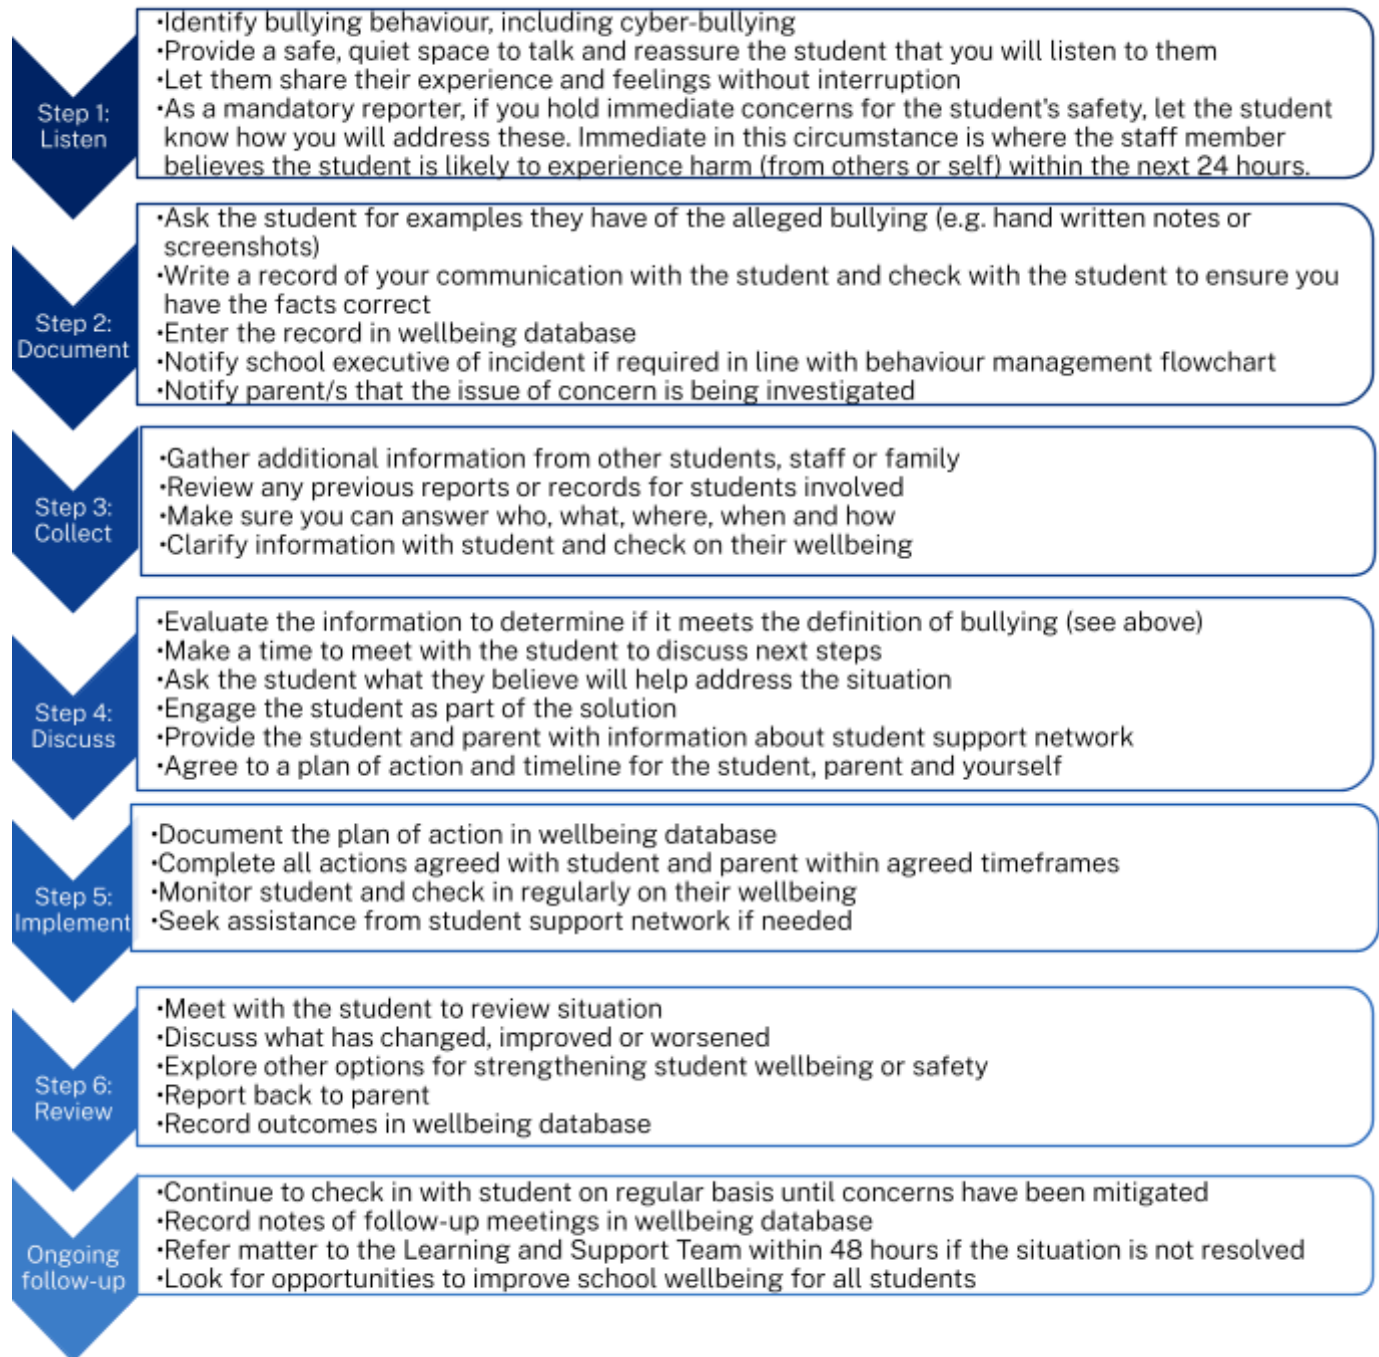 Step 1:
Listen
•Identify bullying behaviour, including cyber-bullying
•Provide a safe, quiet space to talk and reassure the student that you will listen to them
•Let them share their experience and feelings without interruption
•As a mandatory reporter, if you hold immediate concerns for the student's safety, let the student
know how you will address these. Immediate in this circumstance is where the staff member
believes the student is likely to experience harm (from others or self) within the next 24 hours.
Step 2:
Document
•Ask the student for examples they have of the alleged bullying (e.g. hand written notes or
screenshots)
•Write a record of your communication with the student and check with the student to ensure you
have the facts correct
•Enter the record in wellbeing database
•Notify school executive of incident if required in line with behaviour management flowchart
•Notify parent/s that the issue of concern is being investigated
Step 3:
Collect
•Gather additional information from other students, staff or family
•Review any previous reports or records for students involved
•Make sure you can answer who, what, where, when and how
•Clarify information with student and check on their wellbeing
Step 4:
Discuss
•Evaluate the information to determine if it meets the definition of bullying (see above)
•Make a time to meet with the student to discuss next steps
•Ask the student what they believe will help address the situation
•Engage the student as part of the solution
•Provide the student and parent with information about student support network
•Agree to a plan of action and timeline for the student, parent and yourself
Step 5:
Implement
•Document the plan of action in wellbeing database
•Complete all actions agreed with student and parent within agreed timeframes
•Monitor student and check in regularly on their wellbeing
•Seek assistance from student support network if needed
Step 6:
Review
•Meet with the student to review situation
•Discuss what has changed, improved or worsened
•Explore other options for strengthening student wellbeing or safety
•Report back to parent
•Record outcomes in wellbeing database
Ongoing
follow-up
•Continue to check in with student on regular basis until concerns have been mitigated
•Record notes of follow-up meetings in wellbeing database
•Refer matter to the Learning and Support Team within 48 hours if the situation is not resolved
•Look for opportunities to improve school wellbeing for all students